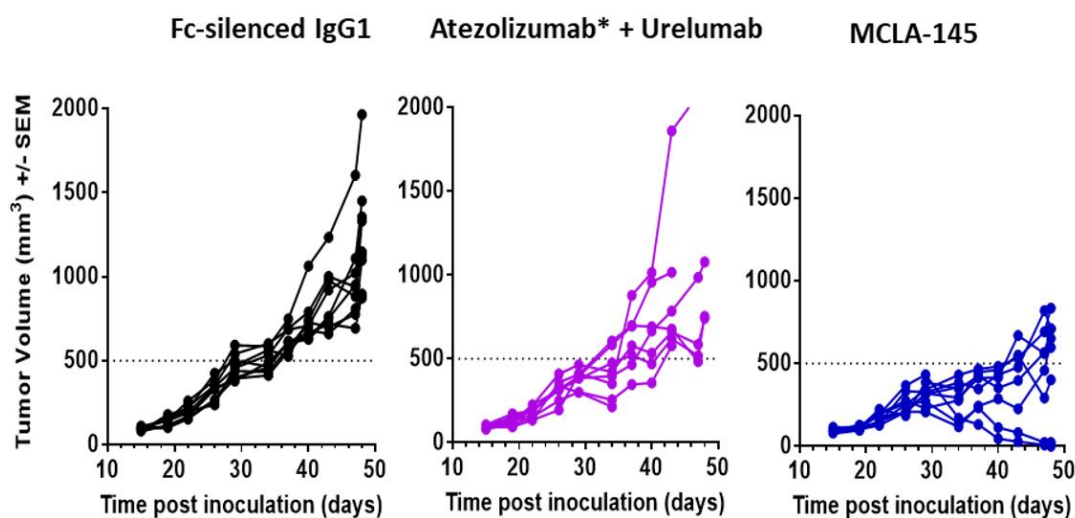 Fc-silenced IgG1
Atezolizumab* + Urelumab
MCLA-145
Tumor Volume (mm³) +/- SEM
2000
1500
1000
500
0
10 20 30 40 50
Time post inoculation (days)
2000
1500
1000
500
0
10 20 30 40 50
Time post inoculation (days)
2000
1500
1000
500
0
10 20 30 40 50
Time post inoculation (days)